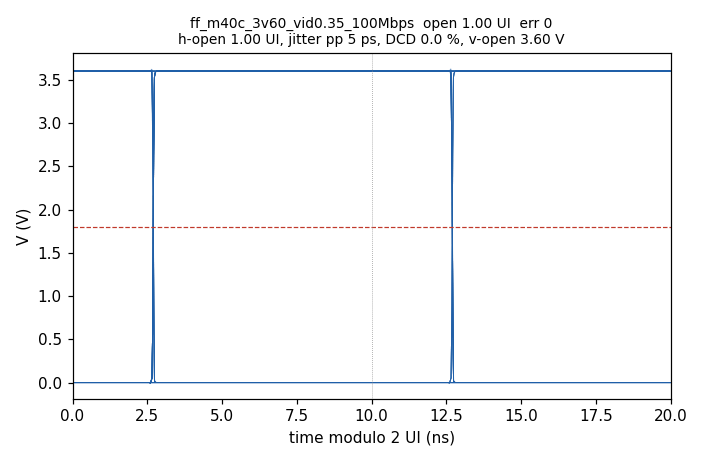 ff_m40c_3v60_vid0.35_100Mbps  open 1.00 UI  err 0
h-open 1.00 UI, jitter pp 5 ps, DCD 0.0 %, v-open 3.60 V
V (V)
3.5
3.0
2.5
2.0
1.5
1.0
0.5
0.0
0.0 2.5 5.0 7.5 10.0 12.5 15.0 17.5 20.0
time modulo 2 UI (ns)